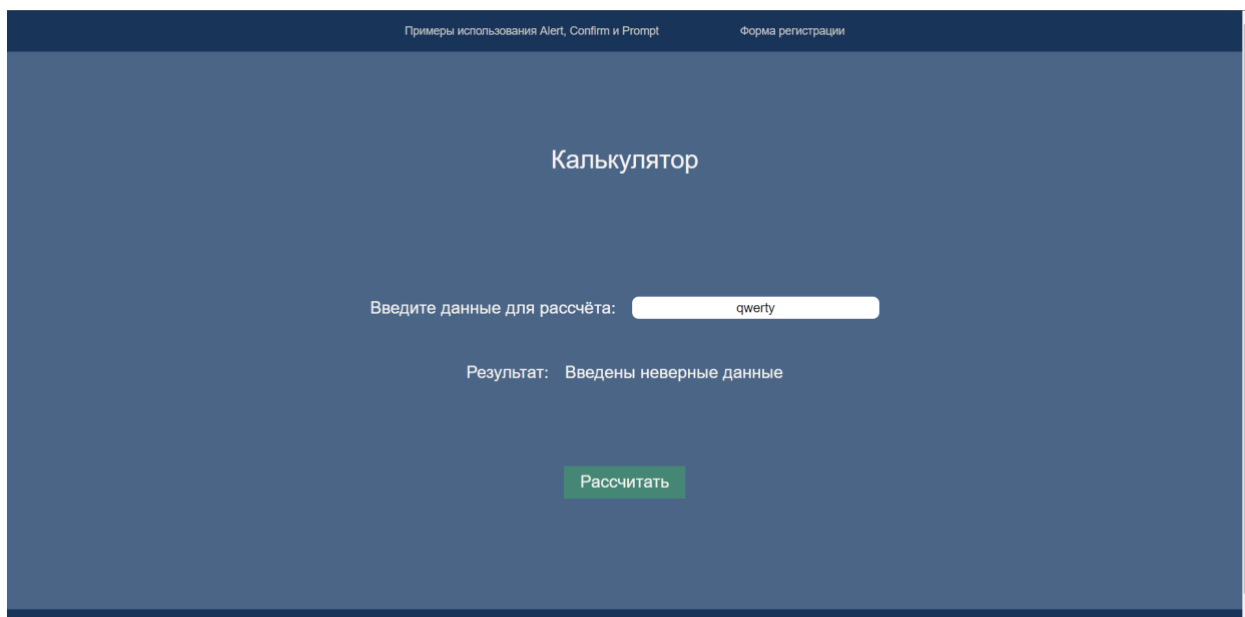 Примеры использования Alert, Confirm и Prompt Форма регистрации
Калькулятор
Введите данные для рассчёта: qwerty
Результат: Введены неверные данные
Рассчитать